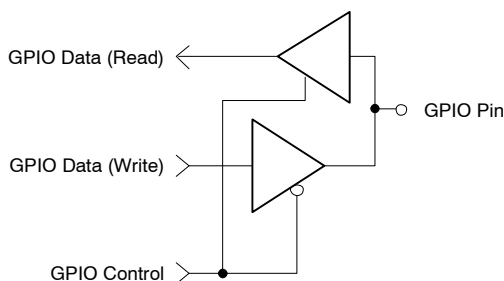 GPIO Data (Read)
GPIO Pin
GPIO Data (Write)
GPIO Control